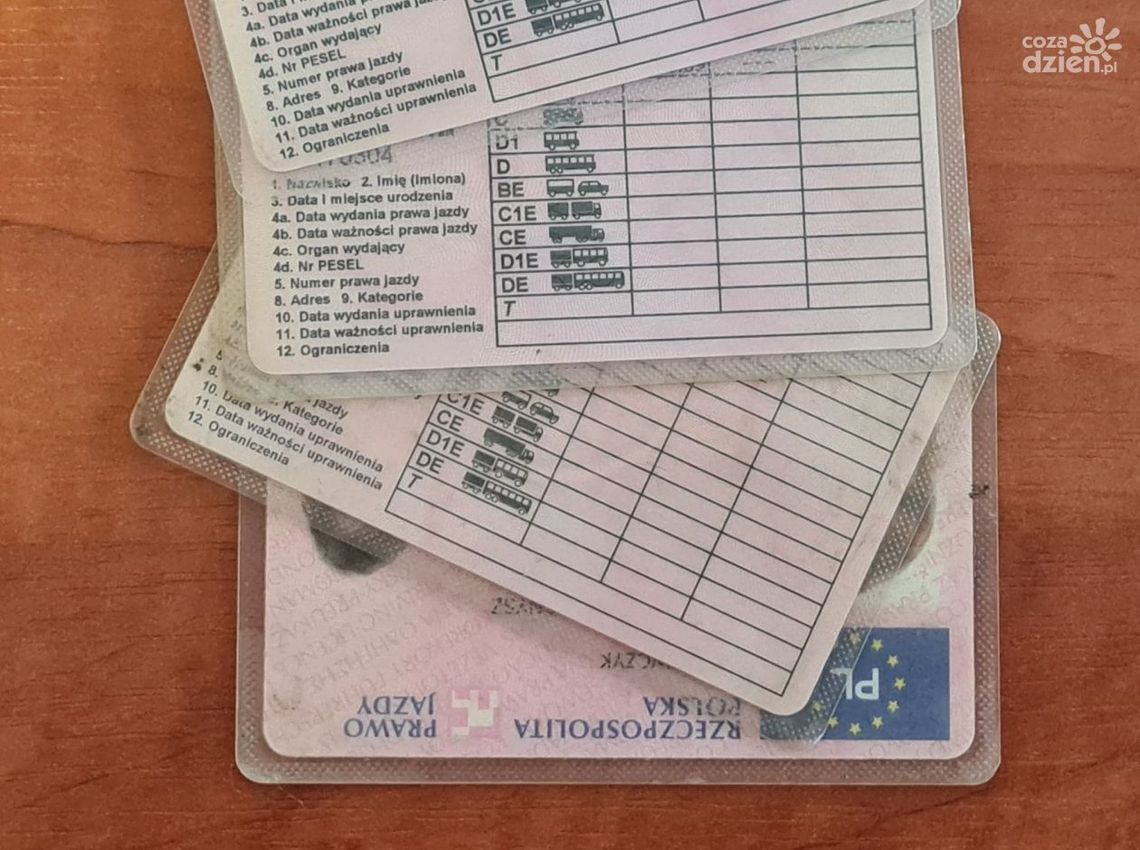 coza
dzien.pl
3. Data i
4a. Data wydania
4b. Data ważności prawa
4c. Organ wydający
4d. Nr PESEL
5. Numer prawa jazdy
8. Adres 9. Kategorie
10. Data wydania uprawnienia
11. Data ważności uprawnienia
12. Ograniczenia
D1E
DE
T
C
D1
D
BE
C1E
CE
D1E
DE
T
1. Nazwisko 2. Imię (Imiona)
3. Data i miejsce urodzenia
4a. Data wydania prawa jazdy
4b. Data ważności prawa jazdy
4c. Organ wydający
4d. Nr PESEL
5. Numer prawa jazdy
8. Adres 9. Kategorie
10. Data wydania uprawnienia
11. Data ważności uprawnienia
12. Ograniczenia
8.
jazdy
Kategorie
10. Data wydania uprawnienia
11. Data ważności uprawnienia
12. Ograniczenia
C1E
CE
D1E
DE
T
PRAWO
JAZDY
RZECZPOSPOLITA
POLSKA
PL